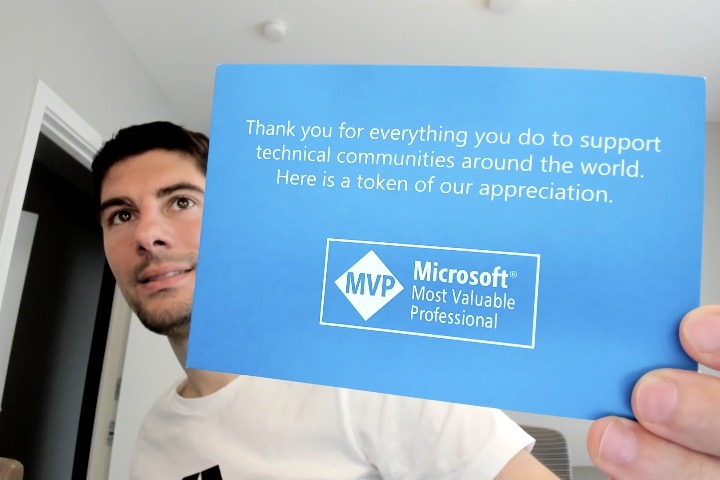 Thank you for everything you do to support
technical communities around the world.
Here is a token of our appreciation.
MVP
Microsoft®
Most Valuable
Professional